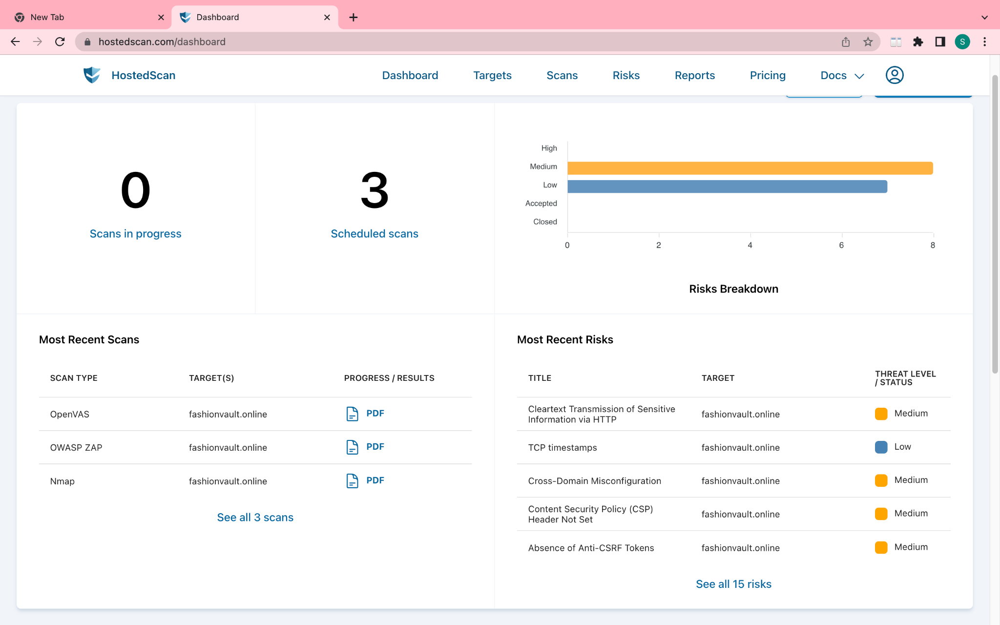 New Tab
Dashboard
hostedscan.com/dashboard
S
HostedScan
Dashboard
Targets
Scans
Risks
Reports
Pricing
Docs
0
Scans in progress
3
Scheduled scans
High
Medium
Low
Accepted
Closed
0 2 4 6 8
Risks Breakdown
Most Recent Scans
SCAN TYPE TARGET(S) PROGRESS / RESULTS
OpenVAS fashionvault.online PDF
OWASP ZAP fashionvault.online PDF
Nmap fashionvault.online PDF
See all 3 scans
Most Recent Risks
TITLE TARGET THREAT LEVEL
/ STATUS
Cleartext Transmission of Sensitive
Information via HTTP fashionvault.online Medium
TCP timestamps fashionvault.online Low
Cross-Domain Misconfiguration fashionvault.online Medium
Content Security Policy (CSP)
Header Not Set fashionvault.online Medium
Absence of Anti-CSRF Tokens fashionvault.online Medium
See all 15 risks